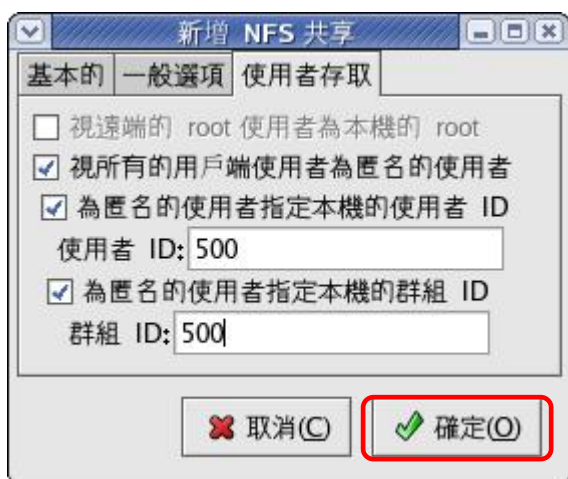 新增 NFS 共享
基本的 一般選項 使用者存取
視遠端的 root 使用者為本機的 root
視所有的用戶端使用者為匿名的使用者
為匿名的使用者指定本機的使用者 ID
使用者 ID: 500
為匿名的使用者指定本機的群組 ID
群組 ID: 500
取消(C) 確定(O)